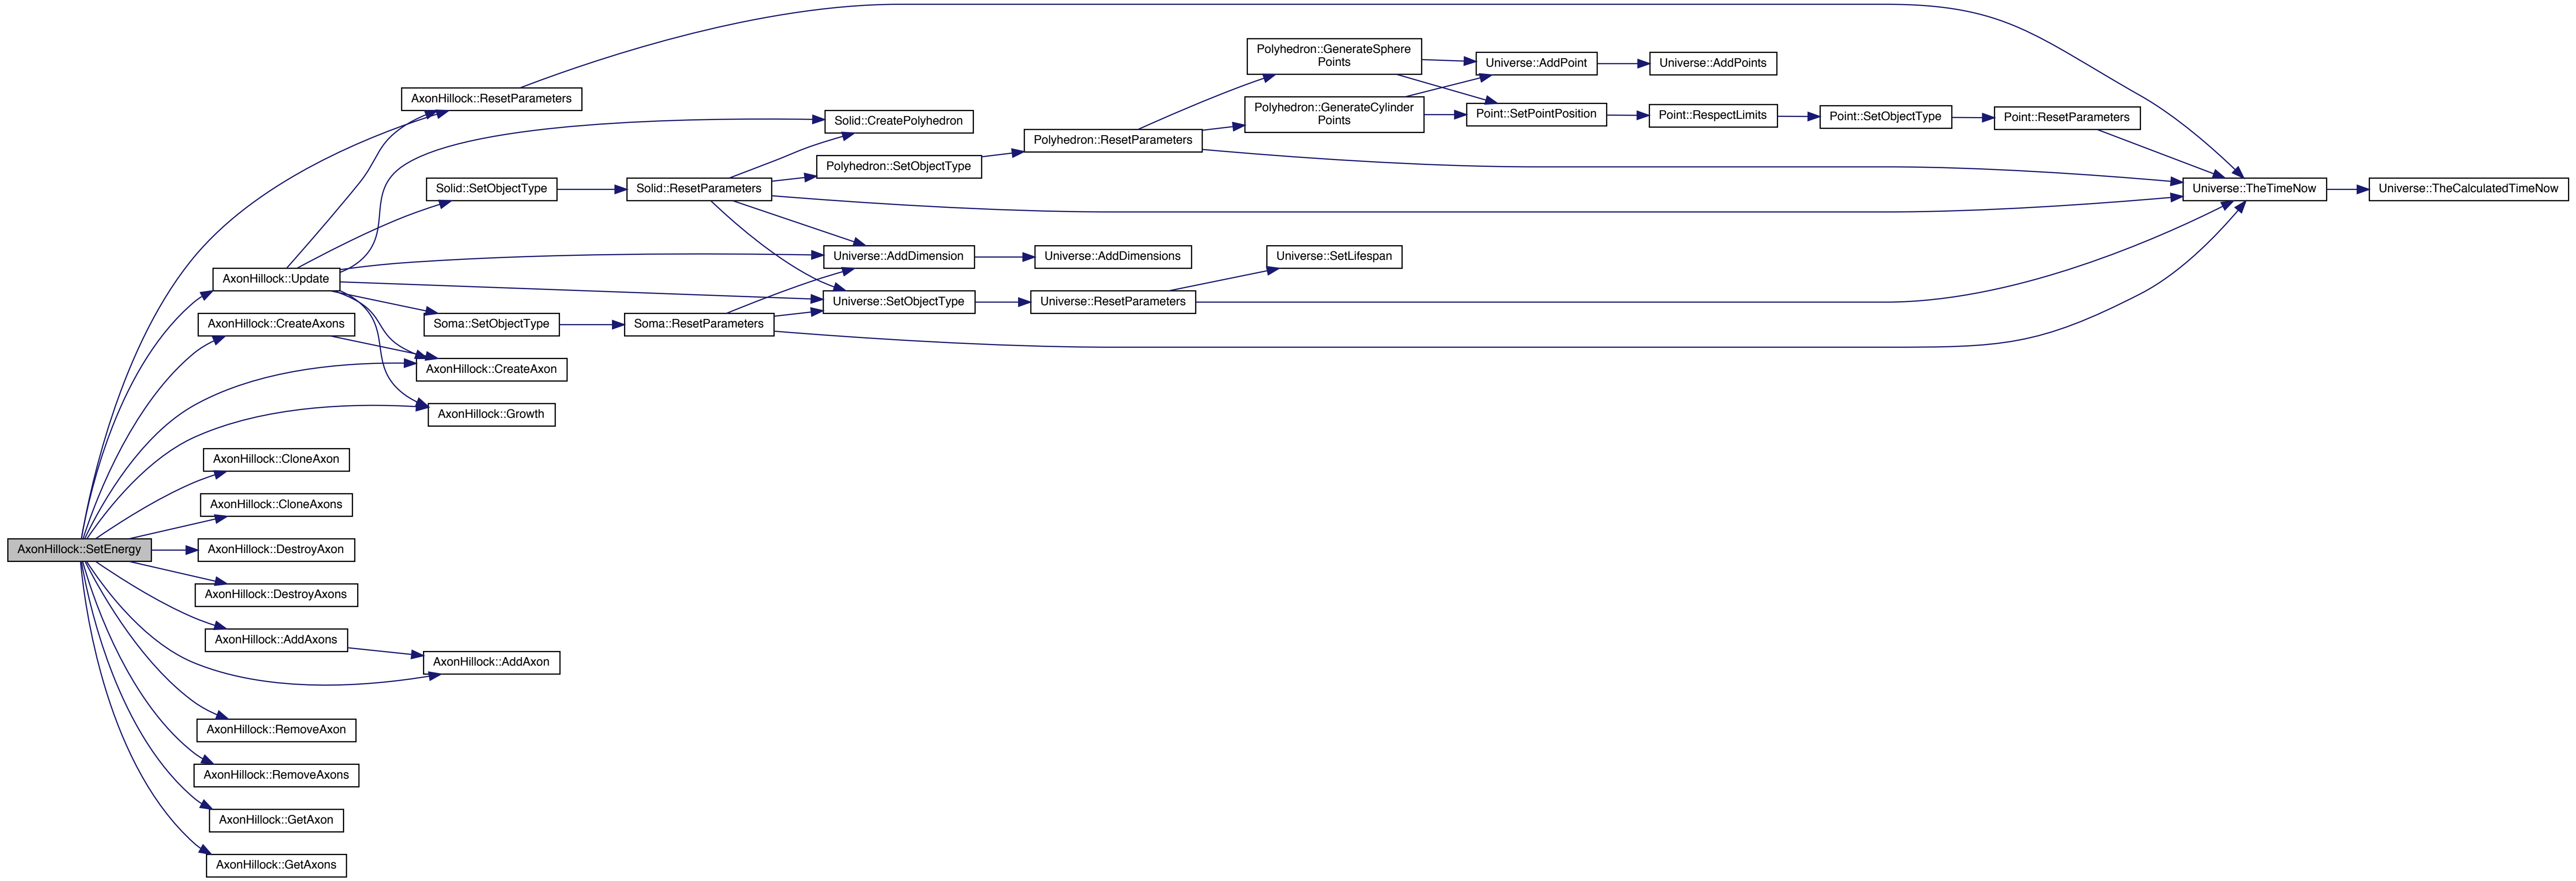 Polyhedron::GenerateSphere
Points
Universe::AddPoint
Universe::AddPoints
AxonHillock::ResetParameters
Solid::CreatePolyhedron
Polyhedron::GenerateCylinder
Points
Point::SetPointPosition
Point::RespectLimits
Point::SetObjectType
Point::ResetParameters
Polyhedron::ResetParameters
Polyhedron::SetObjectType
Solid::SetObjectType
Solid::ResetParameters
Universe::TheTimeNow
Universe::TheCalculatedTimeNow
Universe::AddDimension
Universe::AddDimensions
Universe::SetLifespan
AxonHillock::Update
Universe::SetObjectType
Universe::ResetParameters
AxonHillock::CreateAxons
Soma::SetObjectType
Soma::ResetParameters
AxonHillock::CreateAxon
AxonHillock::Growth
AxonHillock::CloneAxon
AxonHillock::CloneAxons
AxonHillock::SetEnergy
AxonHillock::DestroyAxon
AxonHillock::DestroyAxons
AxonHillock::AddAxons
AxonHillock::AddAxon
AxonHillock::RemoveAxon
AxonHillock::RemoveAxons
AxonHillock::GetAxon
AxonHillock::GetAxons